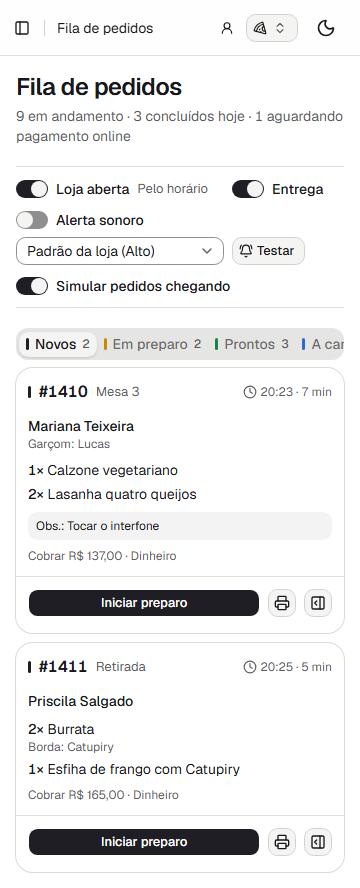 Fila de pedidos
Fila de pedidos
9 em andamento · 3 concluídos hoje · 1 aguardando
pagamento online
Loja aberta Pelo horário Entrega
Alerta sonoro
Padrão da loja (Alto) Testar
Simular pedidos chegando
Novos 2 Em preparo 2 Prontos 3 A car
#1410 Mesa 3 20:23 · 7 min
Mariana Teixeira
Garçom: Lucas
1× Calzone vegetariano
2× Lasanha quatro queijos
Obs.: Tocar o interfone
Cobrar R$ 137,00 · Dinheiro
Iniciar preparo
#1411 Retirada 20:25 · 5 min
Priscila Salgado
2× Burrata
Borda: Catupiry
1× Esfiha de frango com Catupiry
Cobrar R$ 165,00 · Dinheiro
Iniciar preparo